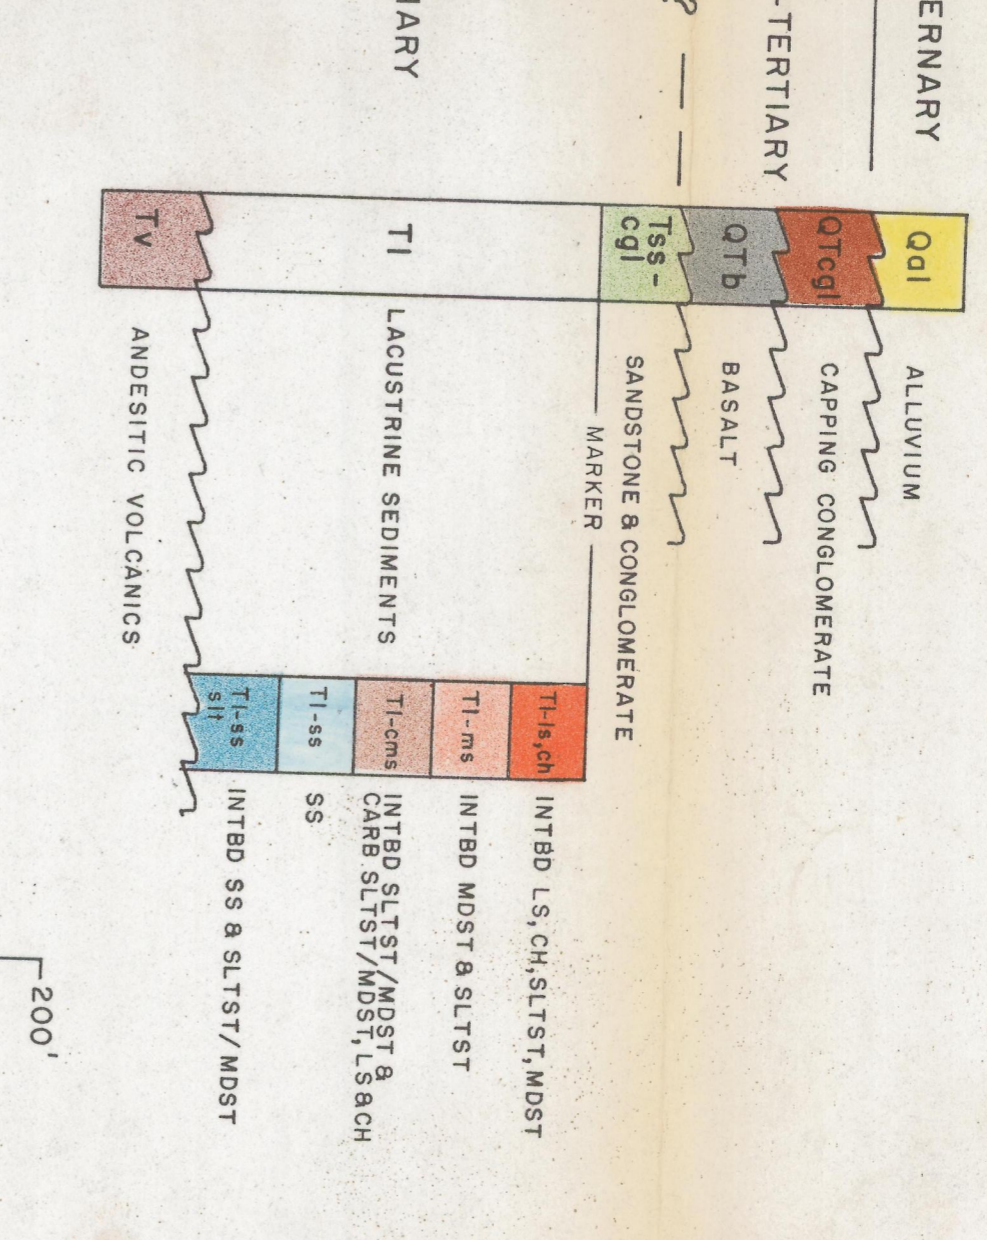 ERNARY
-TERTIARY
?
IARY
Qal
ALLUVIUM
QTcgl
CAPPING CONGLOMERATE
QTb
BASALT
Tss-
cgl
SANDSTONE & CONGLOMERATE
MARKER
Tl
LACUSTRINE SEDIMENTS
Tv
ANDESITIC VOLCANICS
Tl-ls,ch
INTBD LS,CH,SLTST,MDST
Tl-ms
INTBD MDST & SLTST
Tl-cms
INTBD SLTST/MDST &
CARB SLTST/MDST, LS&CH
Tl-ss
SS
Tl-ss
slt
INTBD SS & SLTST/MDST
200'